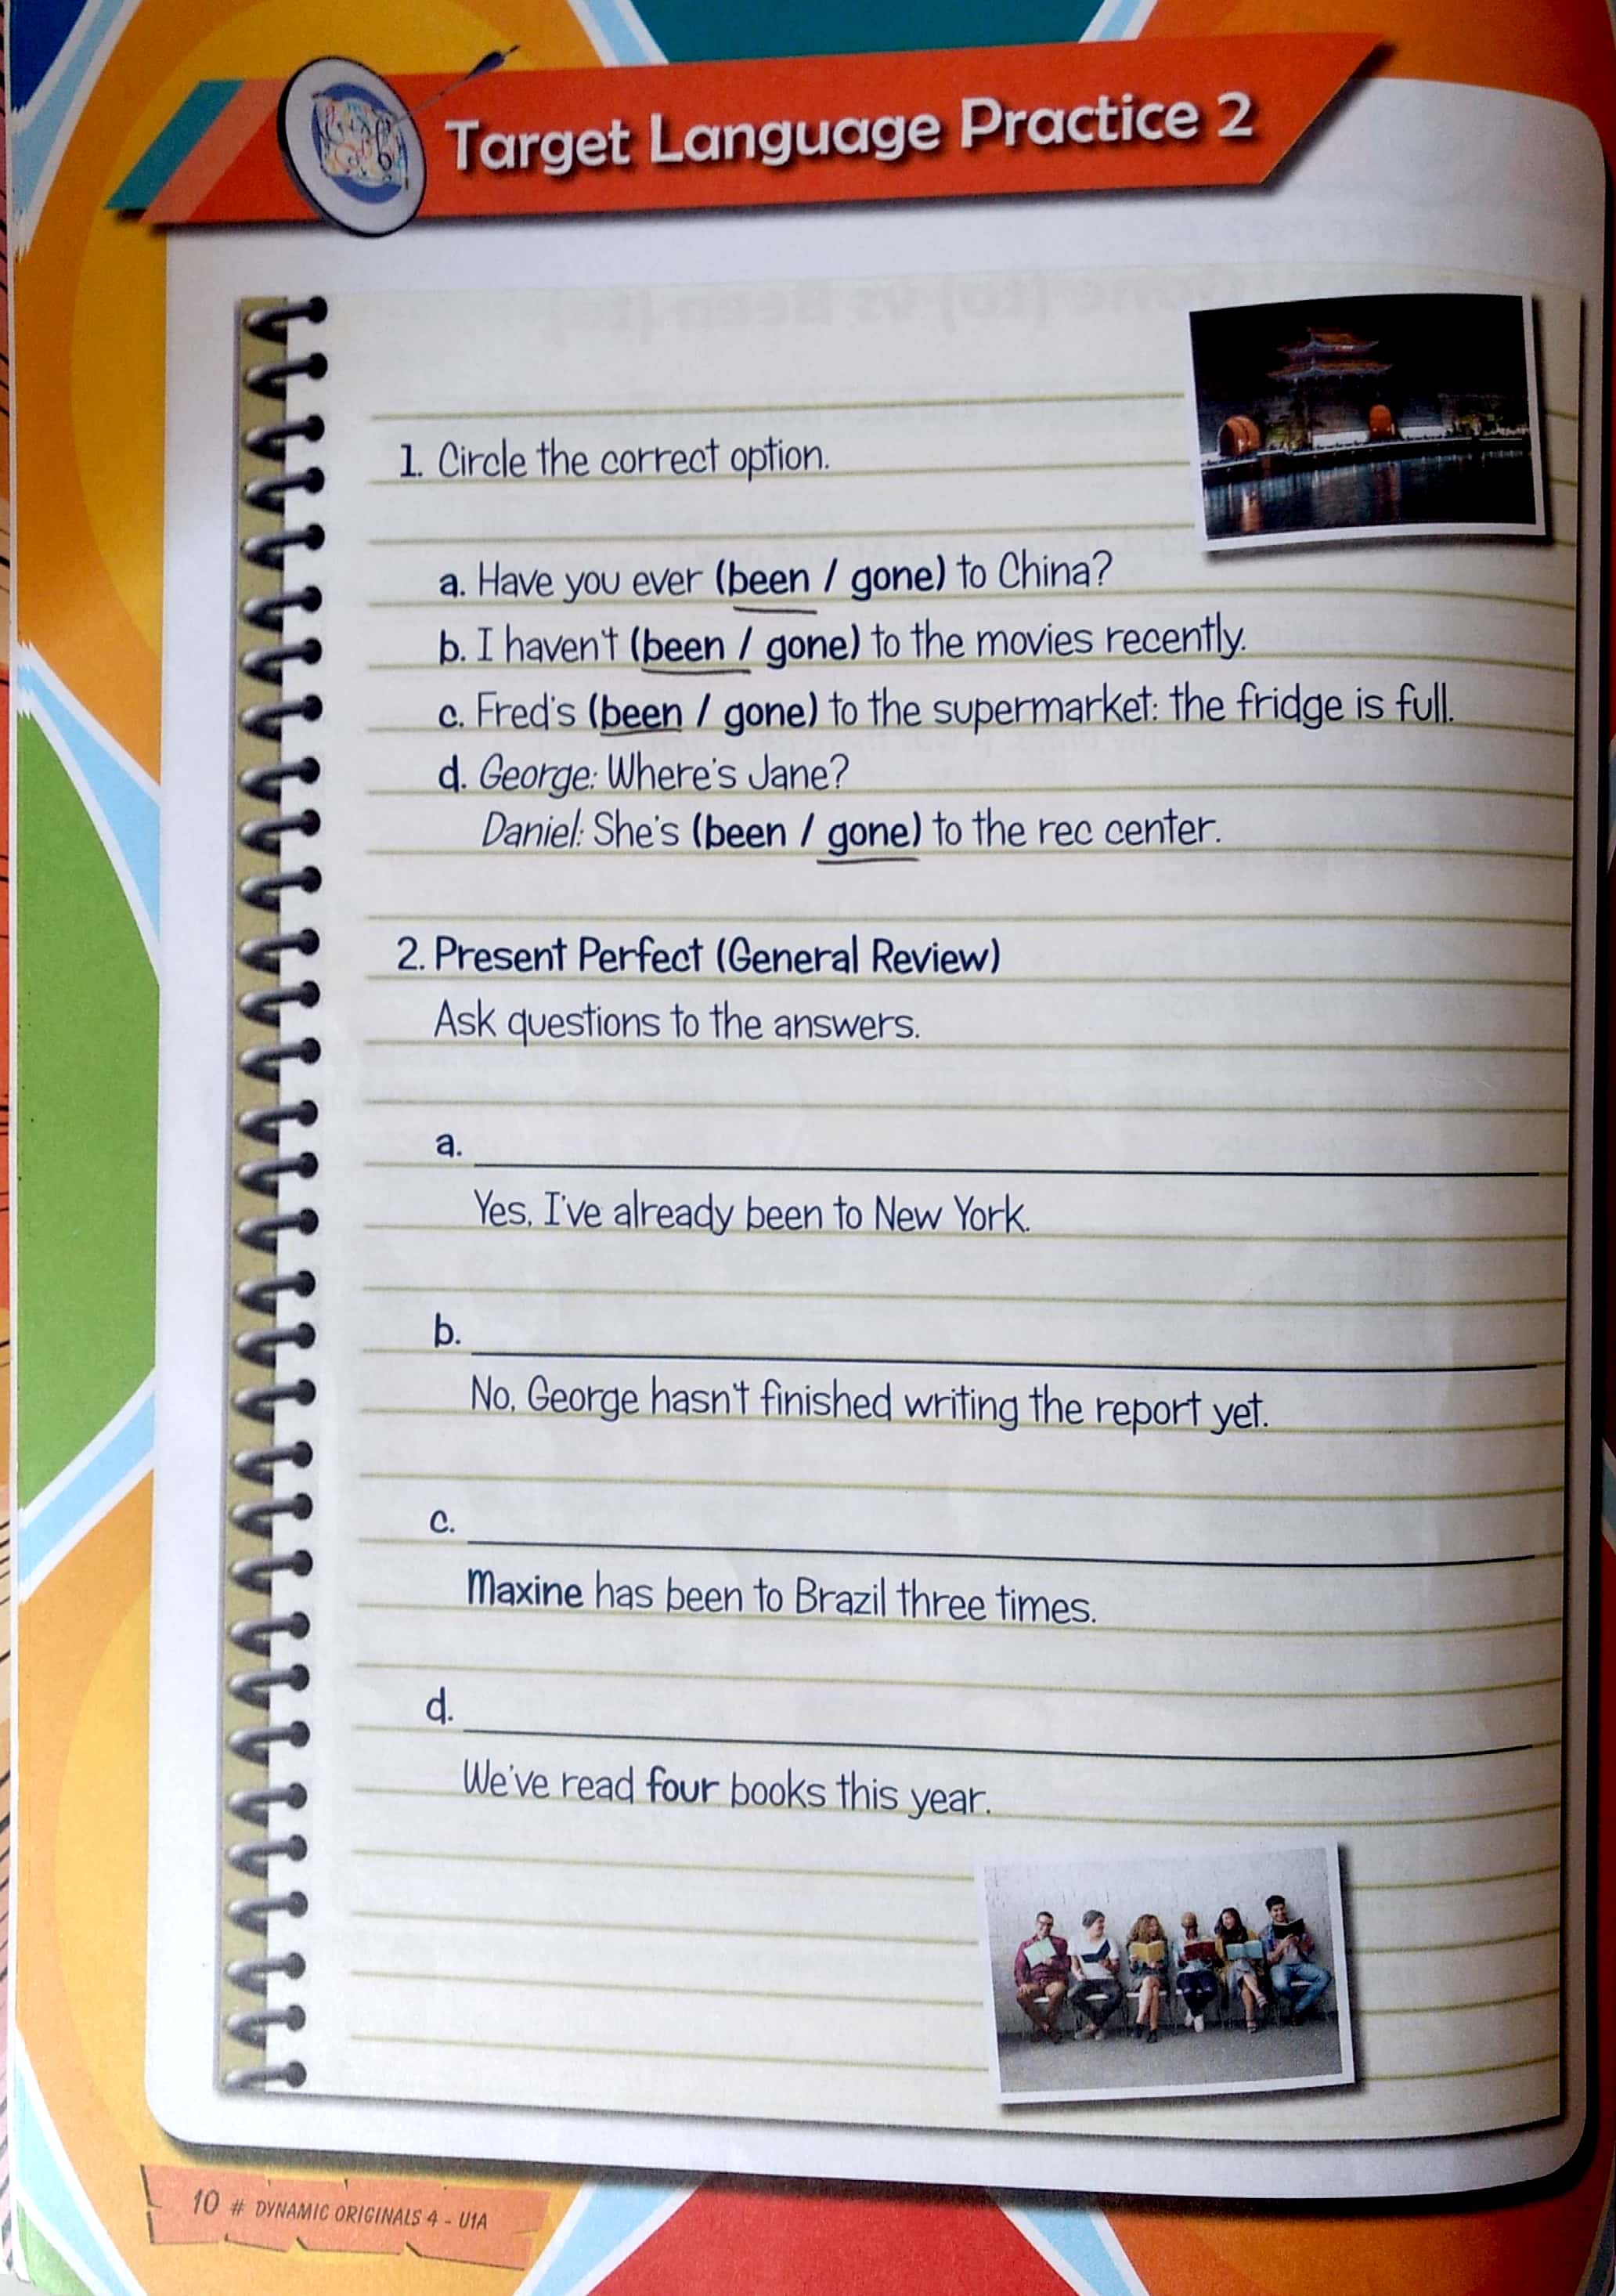 Target Language Practice 2
1. Circle the correct option.
a. Have you ever (been / gone) to China?
b. I haven't (been / gone) to the movies recently.
c. Fred's (been / gone) to the supermarket: the fridge is full.
d. George: Where's Jane?
Daniel: She's (been / gone) to the rec center.
2. Present Perfect (General Review)
Ask questions to the answers.
a.
Yes, I've already been to New York.
b.
No, George hasn't finished writing the report yet.
c.
Maxine has been to Brazil three times.
d.
We've read four books this year.
10 # DYNAMIC ORIGINALS 4 - U1A